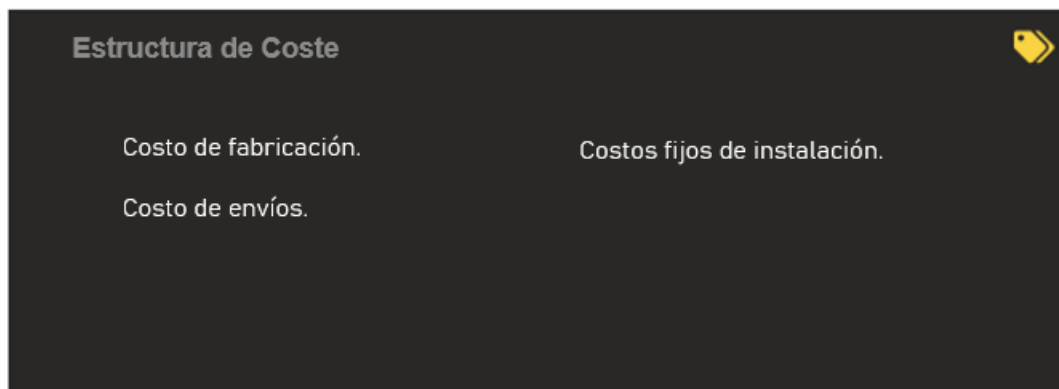 Estructura de Coste
Costo de fabricación.
Costos fijos de instalación.
Costo de envíos.